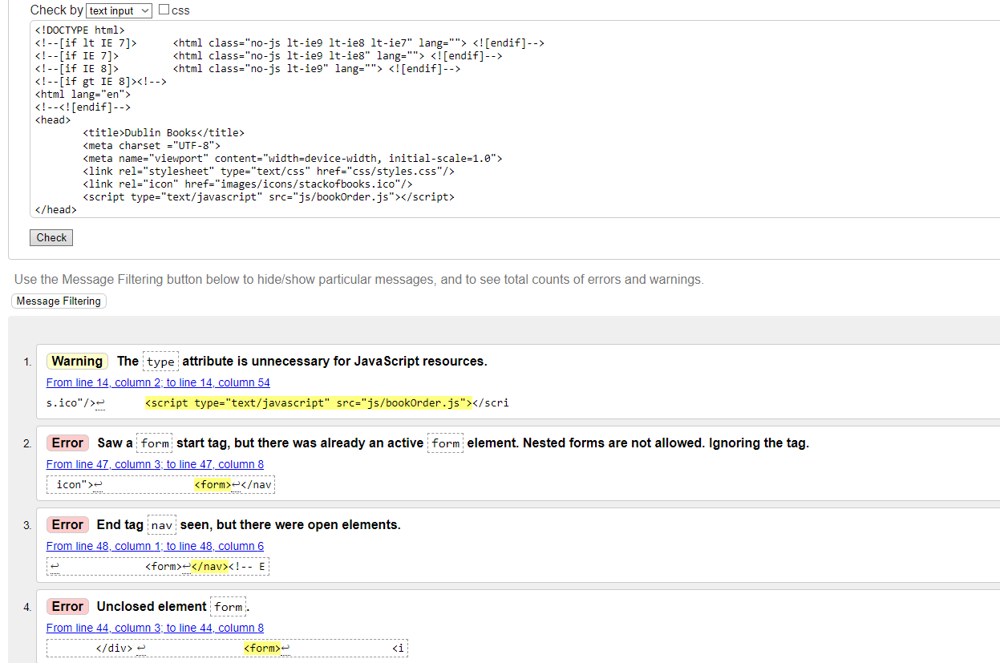 Check by text input css
<!DOCTYPE html>
<!--[if lt IE 7]>      <html class="no-js lt-ie9 lt-ie8 lt-ie7" lang=""> <![endif]-->
<!--[if IE 7]>         <html class="no-js lt-ie9 lt-ie8" lang=""> <![endif]-->
<!--[if IE 8]>         <html class="no-js lt-ie9" lang=""> <![endif]-->
<!--[if gt IE 8]><!-->
<html lang="en">
<!--<![endif]-->
<head>
        <title>Dublin Books</title>
        <meta charset ="UTF-8">
        <meta name="viewport" content="width=device-width, initial-scale=1.0">
        <link rel="stylesheet" type="text/css" href="css/styles.css"/>
        <link rel="icon" href="images/icons/stackofbooks.ico"/>
        <script type="text/javascript" src="js/bookOrder.js"></script>
</head>
Check
Use the Message Filtering button below to hide/show particular messages, and to see total counts of errors and warnings.
Message Filtering
1. Warning The type attribute is unnecessary for JavaScript resources.
From line 14, column 2; to line 14, column 54
s.ico"/>↩ <script type="text/javascript" src="js/bookOrder.js"></scri
2. Error Saw a form start tag, but there was already an active form element. Nested forms are not allowed. Ignoring the tag.
From line 47, column 3; to line 47, column 8
icon">↩ <form>↩</nav
3. Error End tag nav seen, but there were open elements.
From line 48, column 1; to line 48, column 6
↩ <form>↩</nav><!-- E
4. Error Unclosed element form.
From line 44, column 3; to line 44, column 8
</div> ↩ <form>↩ <i